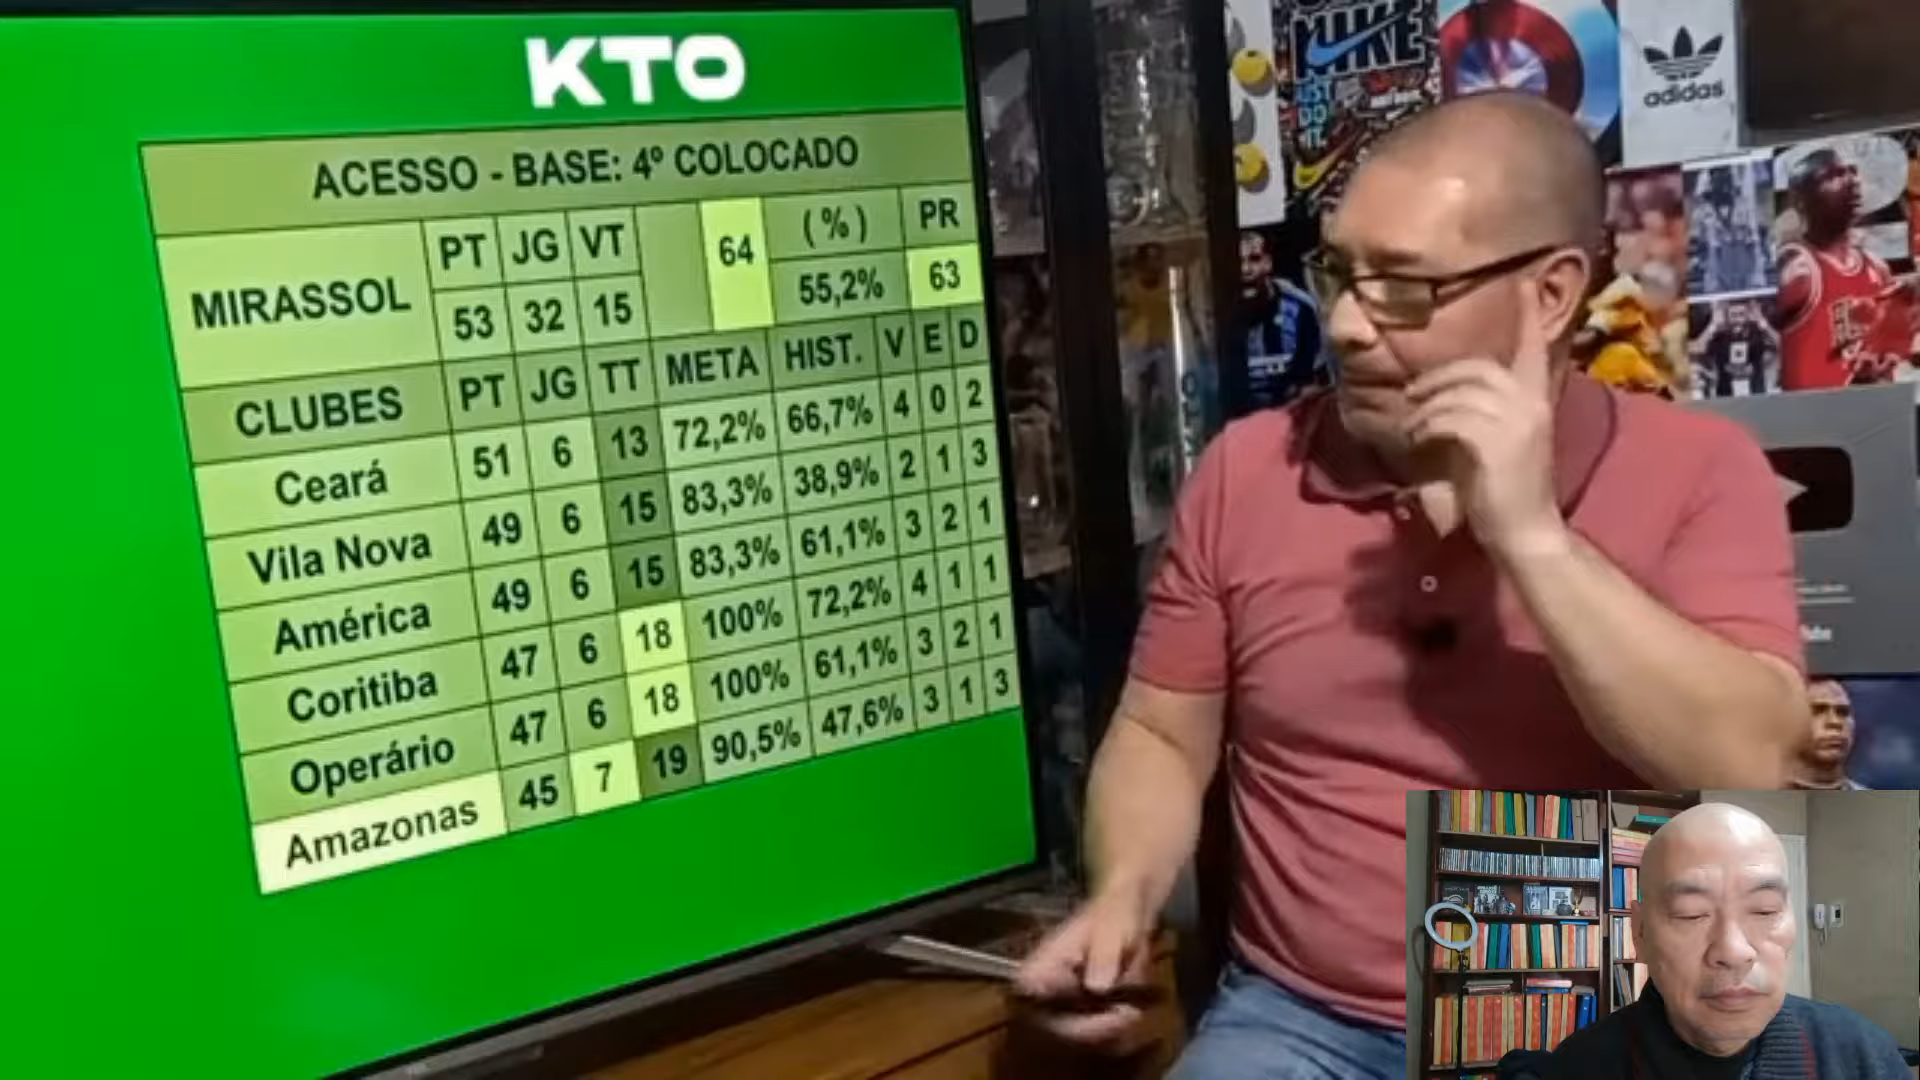 KTO
ACESSO - BASE: 4º COLOCADO
MIRASSOL PT JG VT 64 (%) PR
53 32 15 55,2% 63
CLUBES PT JG TT META HIST. V E D
Ceará 51 6 13 72,2% 66,7% 4 0 2
Vila Nova 49 6 15 83,3% 38,9% 2 1 3
América 49 6 15 83,3% 61,1% 3 2 1
Coritiba 47 6 18 100% 72,2% 4 1 1
Operário 47 6 18 100% 61,1% 3 2 1
Amazonas 45 7 19 90,5% 47,6% 3 1 3
NIKE
JUST
DO
IT.
adidas